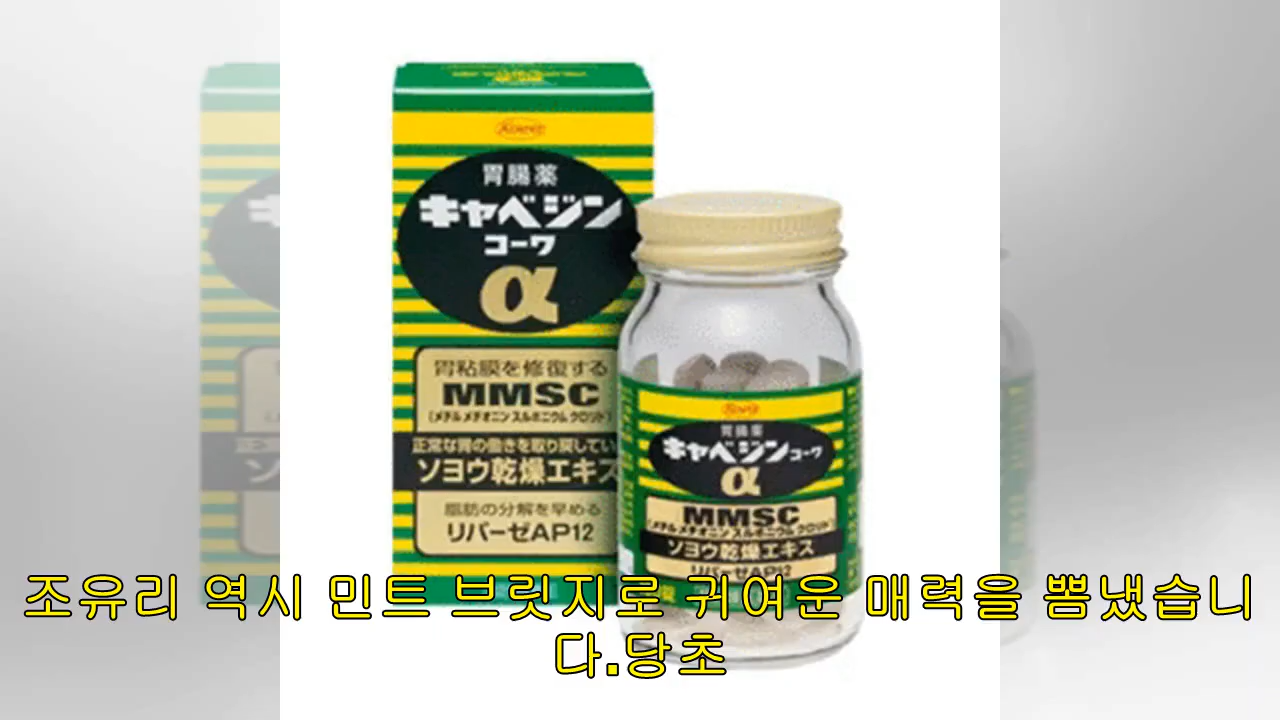 Kowa
胃腸薬
キャベジン
コーワ
α
胃粘膜を修復する
MMSC
(メチルメチオニンスルホニウムクロリド)
正常な胃の働きを取り戻してい
ソヨウ乾燥エキス
脂肪の分解を早める
リパーゼAP12
Kowa
胃腸薬
キャベジンコーワ
α
MMSC
(メチルメチオニンスルホニウムクロリド)
ソヨウ乾燥エキス
リパーゼAP12
조유리 역시 민트 브릿지로 귀여운 매력을 뽐냈습니
다.당초